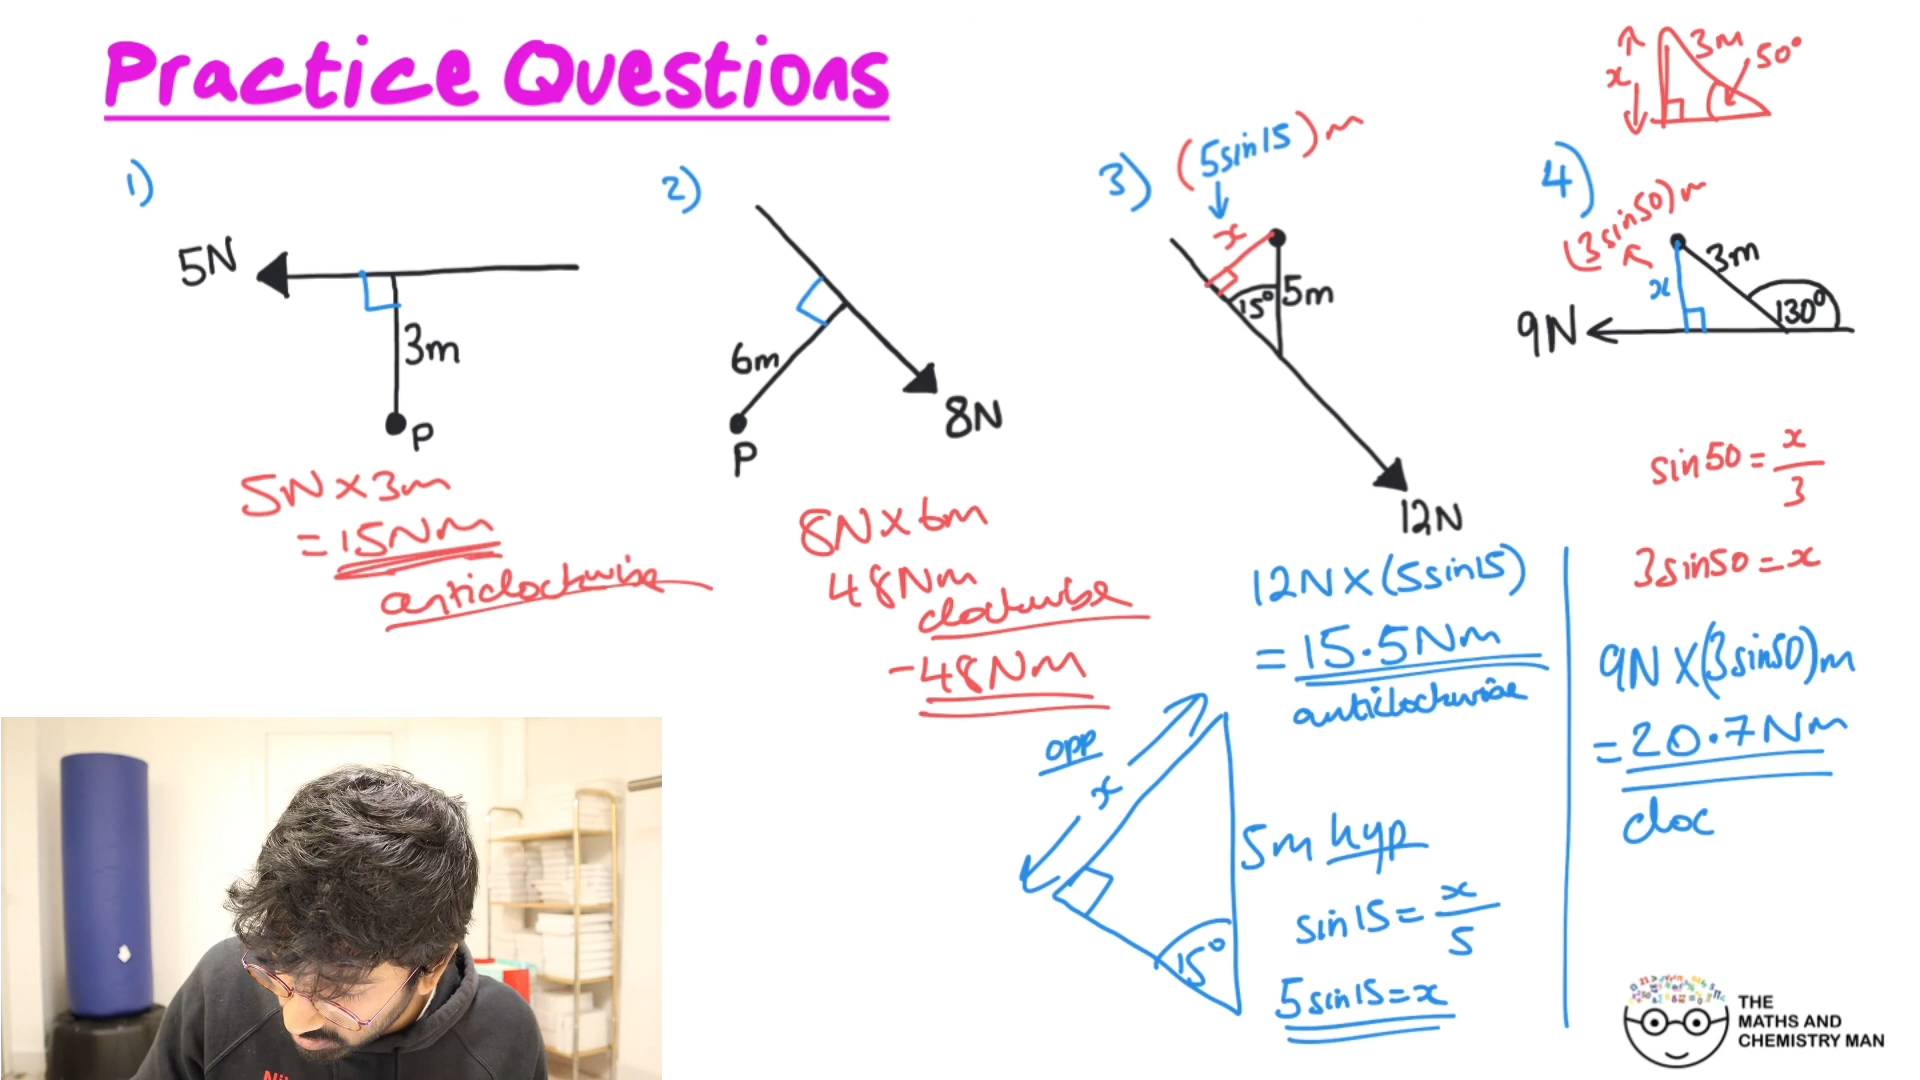 Practice Questions
1)
5N
3m
P
5N × 3m
= 15Nm
anticlockwise
2)
6m
P
8N
8N × 6m
48Nm
clockwise
-48Nm
3)
(5sin15)m
x
15°
5m
12N
12N × (5sin15)
= 15.5Nm
anticlockwise
opp
x
5m hyp
15°
sin15 = x/5
5sin15 = x
x
3m
50°
4)
(3sin50)m
x
3m
130°
9N
sin50 = x/3
3sin50 = x
9N × (3sin50)m
= 20.7Nm
cloc
THE
MATHS AND
CHEMISTRY MAN